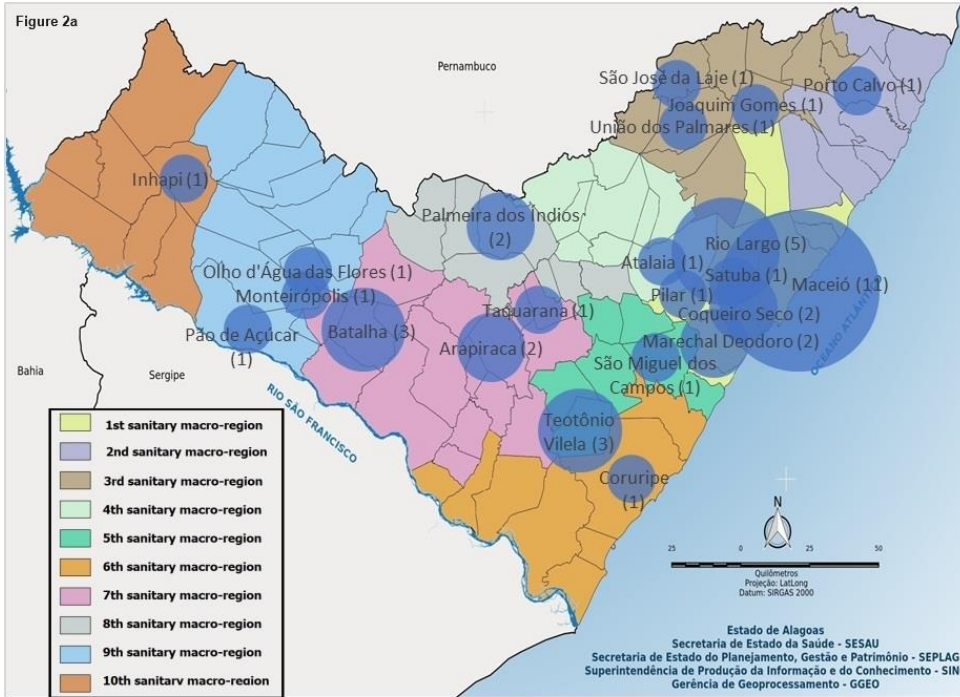 Figure 2a
Pernambuco
São José da Laje (1)
Porto Calvo (1)
Joaquim Gomes (1)
União dos Palmares (1)
Inhapi (1)
Palmeira dos Índios
(2)
Rio Largo (5)
Atalaia (1)
Olho d'Água das Flores (1)
Satuba (1)
Maceió (11)
Monteirópolis (1)
Pilar (1)
Taquarana (1)
Coqueiro Seco (2)
Pão de Açúcar
(1)
Batalha (3)
Arapiraca (2)
Marechal Deodoro (2)
OCEANO ATLÂNTICO
São Miguel dos
Campos (1)
Bahia
Sergipe
RIO SÃO FRANCISCO
Teotônio
Vilela (3)
Coruripe
(1)
1st sanitary macro-region
2nd sanitary macro-region
3rd sanitary macro-region
4th sanitary macro-region
5th sanitary macro-region
6th sanitary macro-region
7th sanitary macro-region
8th sanitary macro-region
9th sanitary macro-region
10th sanitary macro-region
N
25 0 25 50
Quilômetros
Projeção: LatLong
Datum: SIRGAS 2000
Estado de Alagoas
Secretaria de Estado da Saúde - SESAU
Secretaria de Estado do Planejamento, Gestão e Patrimônio - SEPLAG
Superintendência de Produção da Informação e do Conhecimento - SIN
Gerência de Geoprocessamento - GGEO